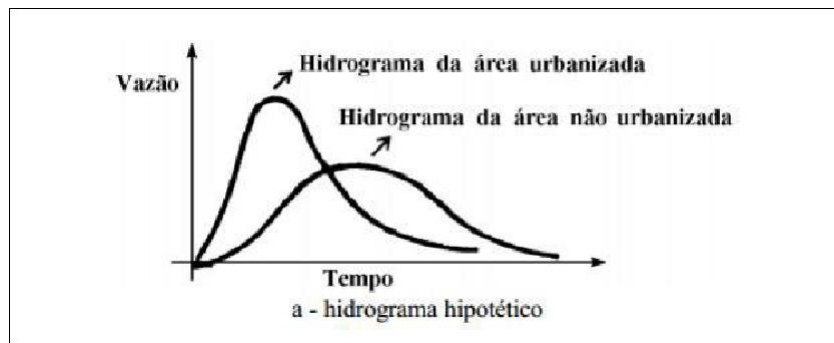 Hidrograma da área urbanizada
Vazão
Hidrograma da área não urbanizada
Tempo
a - hidrograma hipotético